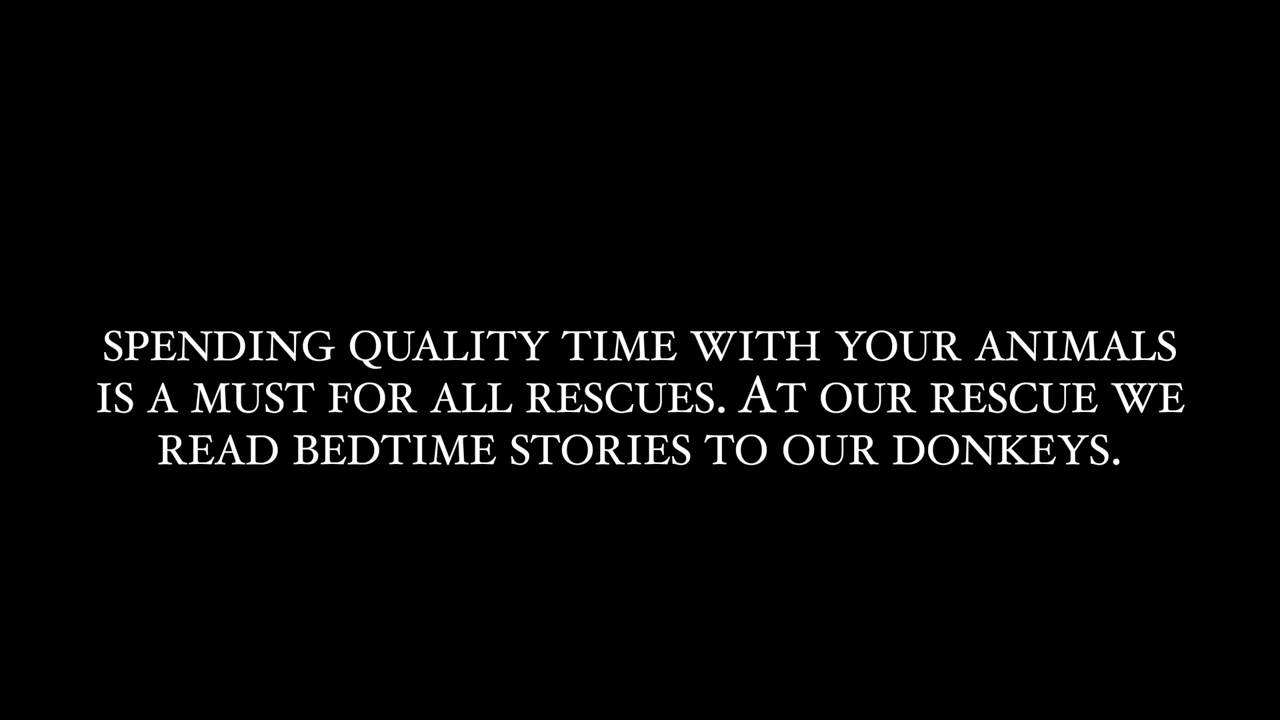 SPENDING QUALITY TIME WITH YOUR ANIMALS
IS A MUST FOR ALL RESCUES. AT OUR RESCUE WE
READ BEDTIME STORIES TO OUR DONKEYS.